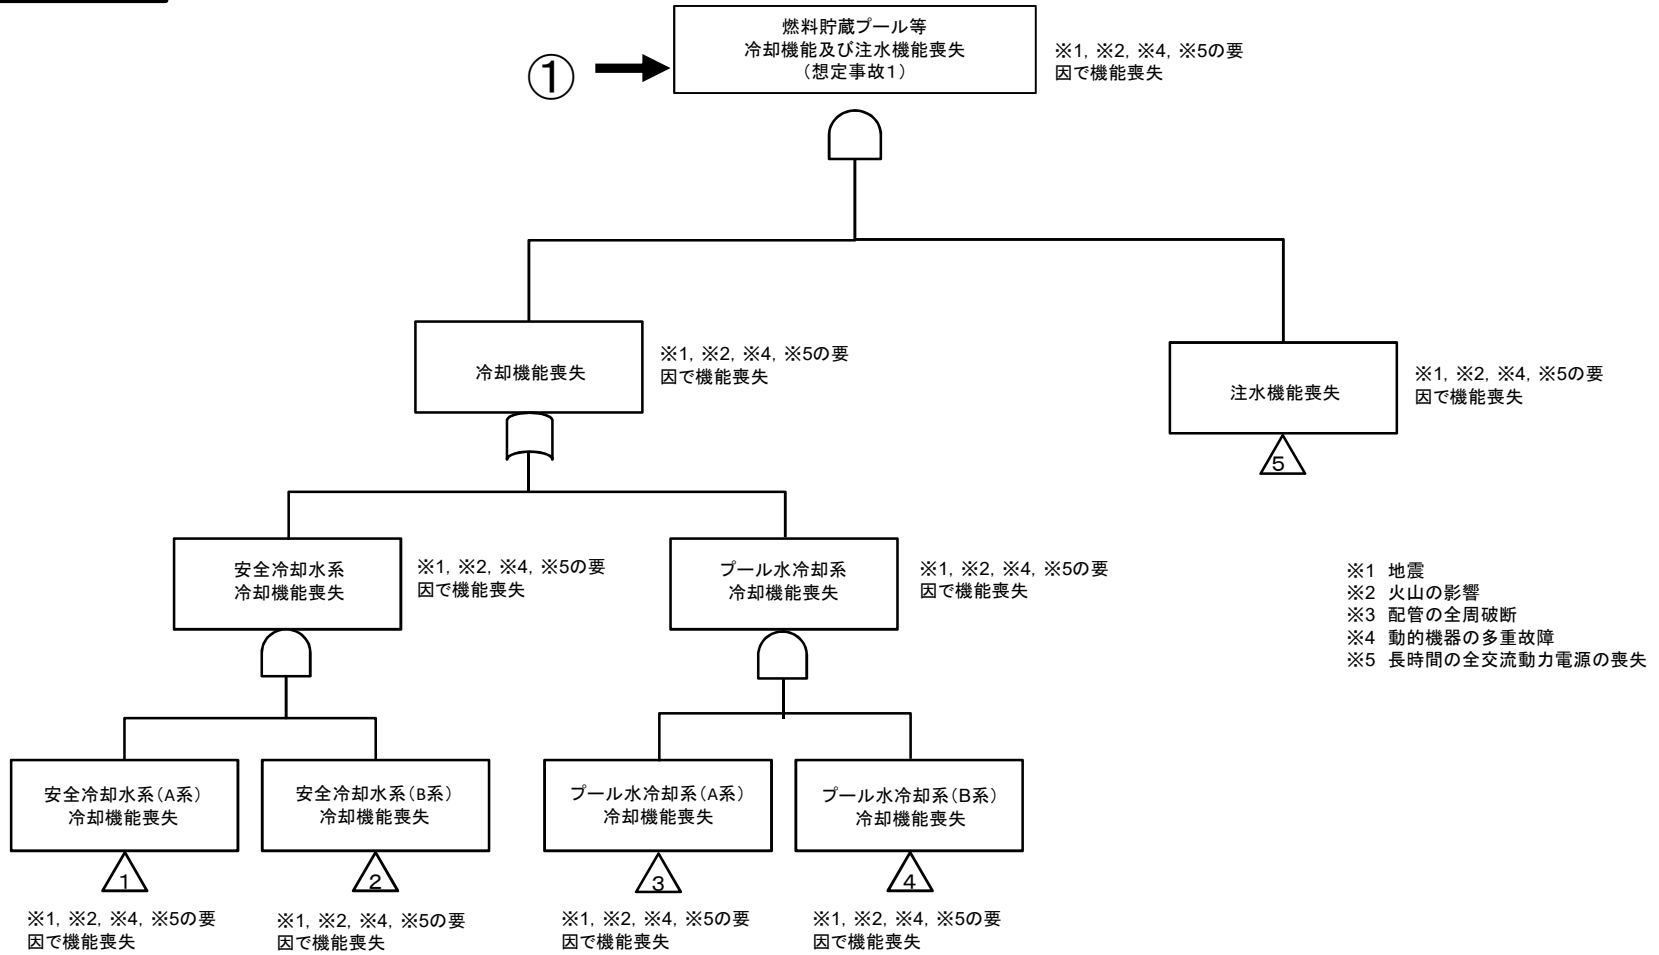 燃料貯蔵プール等
冷却機能及び注水機能喪失
（想定事故１）
※1, ※2, ※4, ※5の要
因で機能喪失
①
冷却機能喪失
※1, ※2, ※4, ※5の要
因で機能喪失
注水機能喪失
※1, ※2, ※4, ※5の要
因で機能喪失
5
安全冷却水系
冷却機能喪失
※1, ※2, ※4, ※5の要
因で機能喪失
プール水冷却系
冷却機能喪失
※1, ※2, ※4, ※5の要
因で機能喪失
※1 地震
※2 火山の影響
※3 配管の全周破断
※4 動的機器の多重故障
※5 長時間の全交流動力電源の喪失
安全冷却水系（A系）
冷却機能喪失
安全冷却水系（B系）
冷却機能喪失
プール水冷却系（A系）
冷却機能喪失
プール水冷却系（B系）
冷却機能喪失
1
2
3
4
※1, ※2, ※4, ※5の要
因で機能喪失
※1, ※2, ※4, ※5の要
因で機能喪失
※1, ※2, ※4, ※5の要
因で機能喪失
※1, ※2, ※4, ※5の要
因で機能喪失